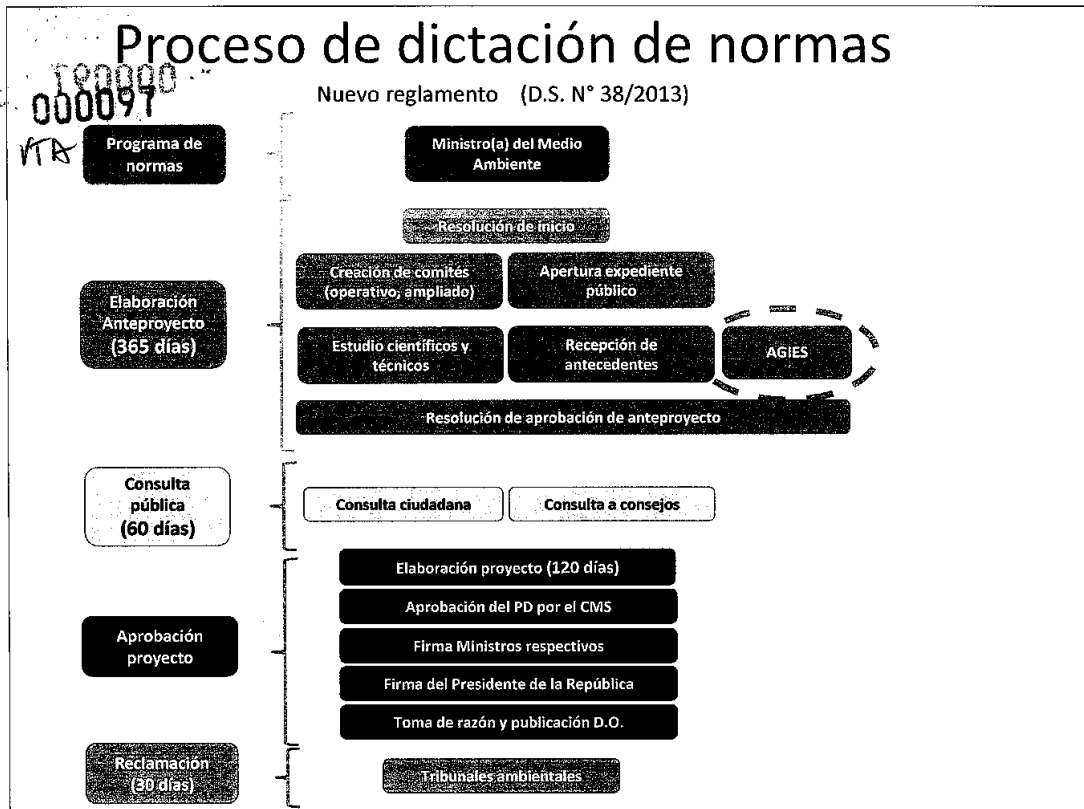 Proceso de dictación de normas
000097
Nuevo reglamento (D.S. N° 38/2013)
VTA
Programa de
normas
Ministro(a) del Medio
Ambiente
Resolución de inicio
Elaboración
Anteproyecto
(365 días)
Creación de comités
(operativo, ampliado)
Apertura expediente
público
Estudio científicos y
técnicos
Recepción de
antecedentes
AGIES
Resolución de aprobación de anteproyecto
Consulta
pública
(60 días)
Consulta ciudadana
Consulta a consejos
Aprobación
proyecto
Elaboración proyecto (120 días)
Aprobación del PD por el CMS
Firma Ministros respectivos
Firma del Presidente de la República
Toma de razón y publicación D.O.
Reclamación
(30 días)
Tribunales ambientales